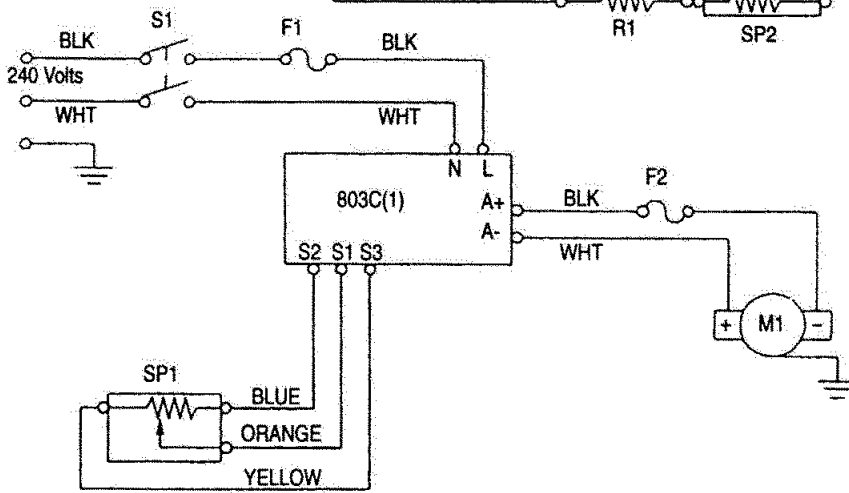 S1
F1
R1
SP2
BLK
BLK
240 Volts
WHT
WHT
N L
803C(1)
A+
BLK
F2
A-
WHT
S2 S1 S3
+ M1 -
SP1
BLUE
ORANGE
YELLOW